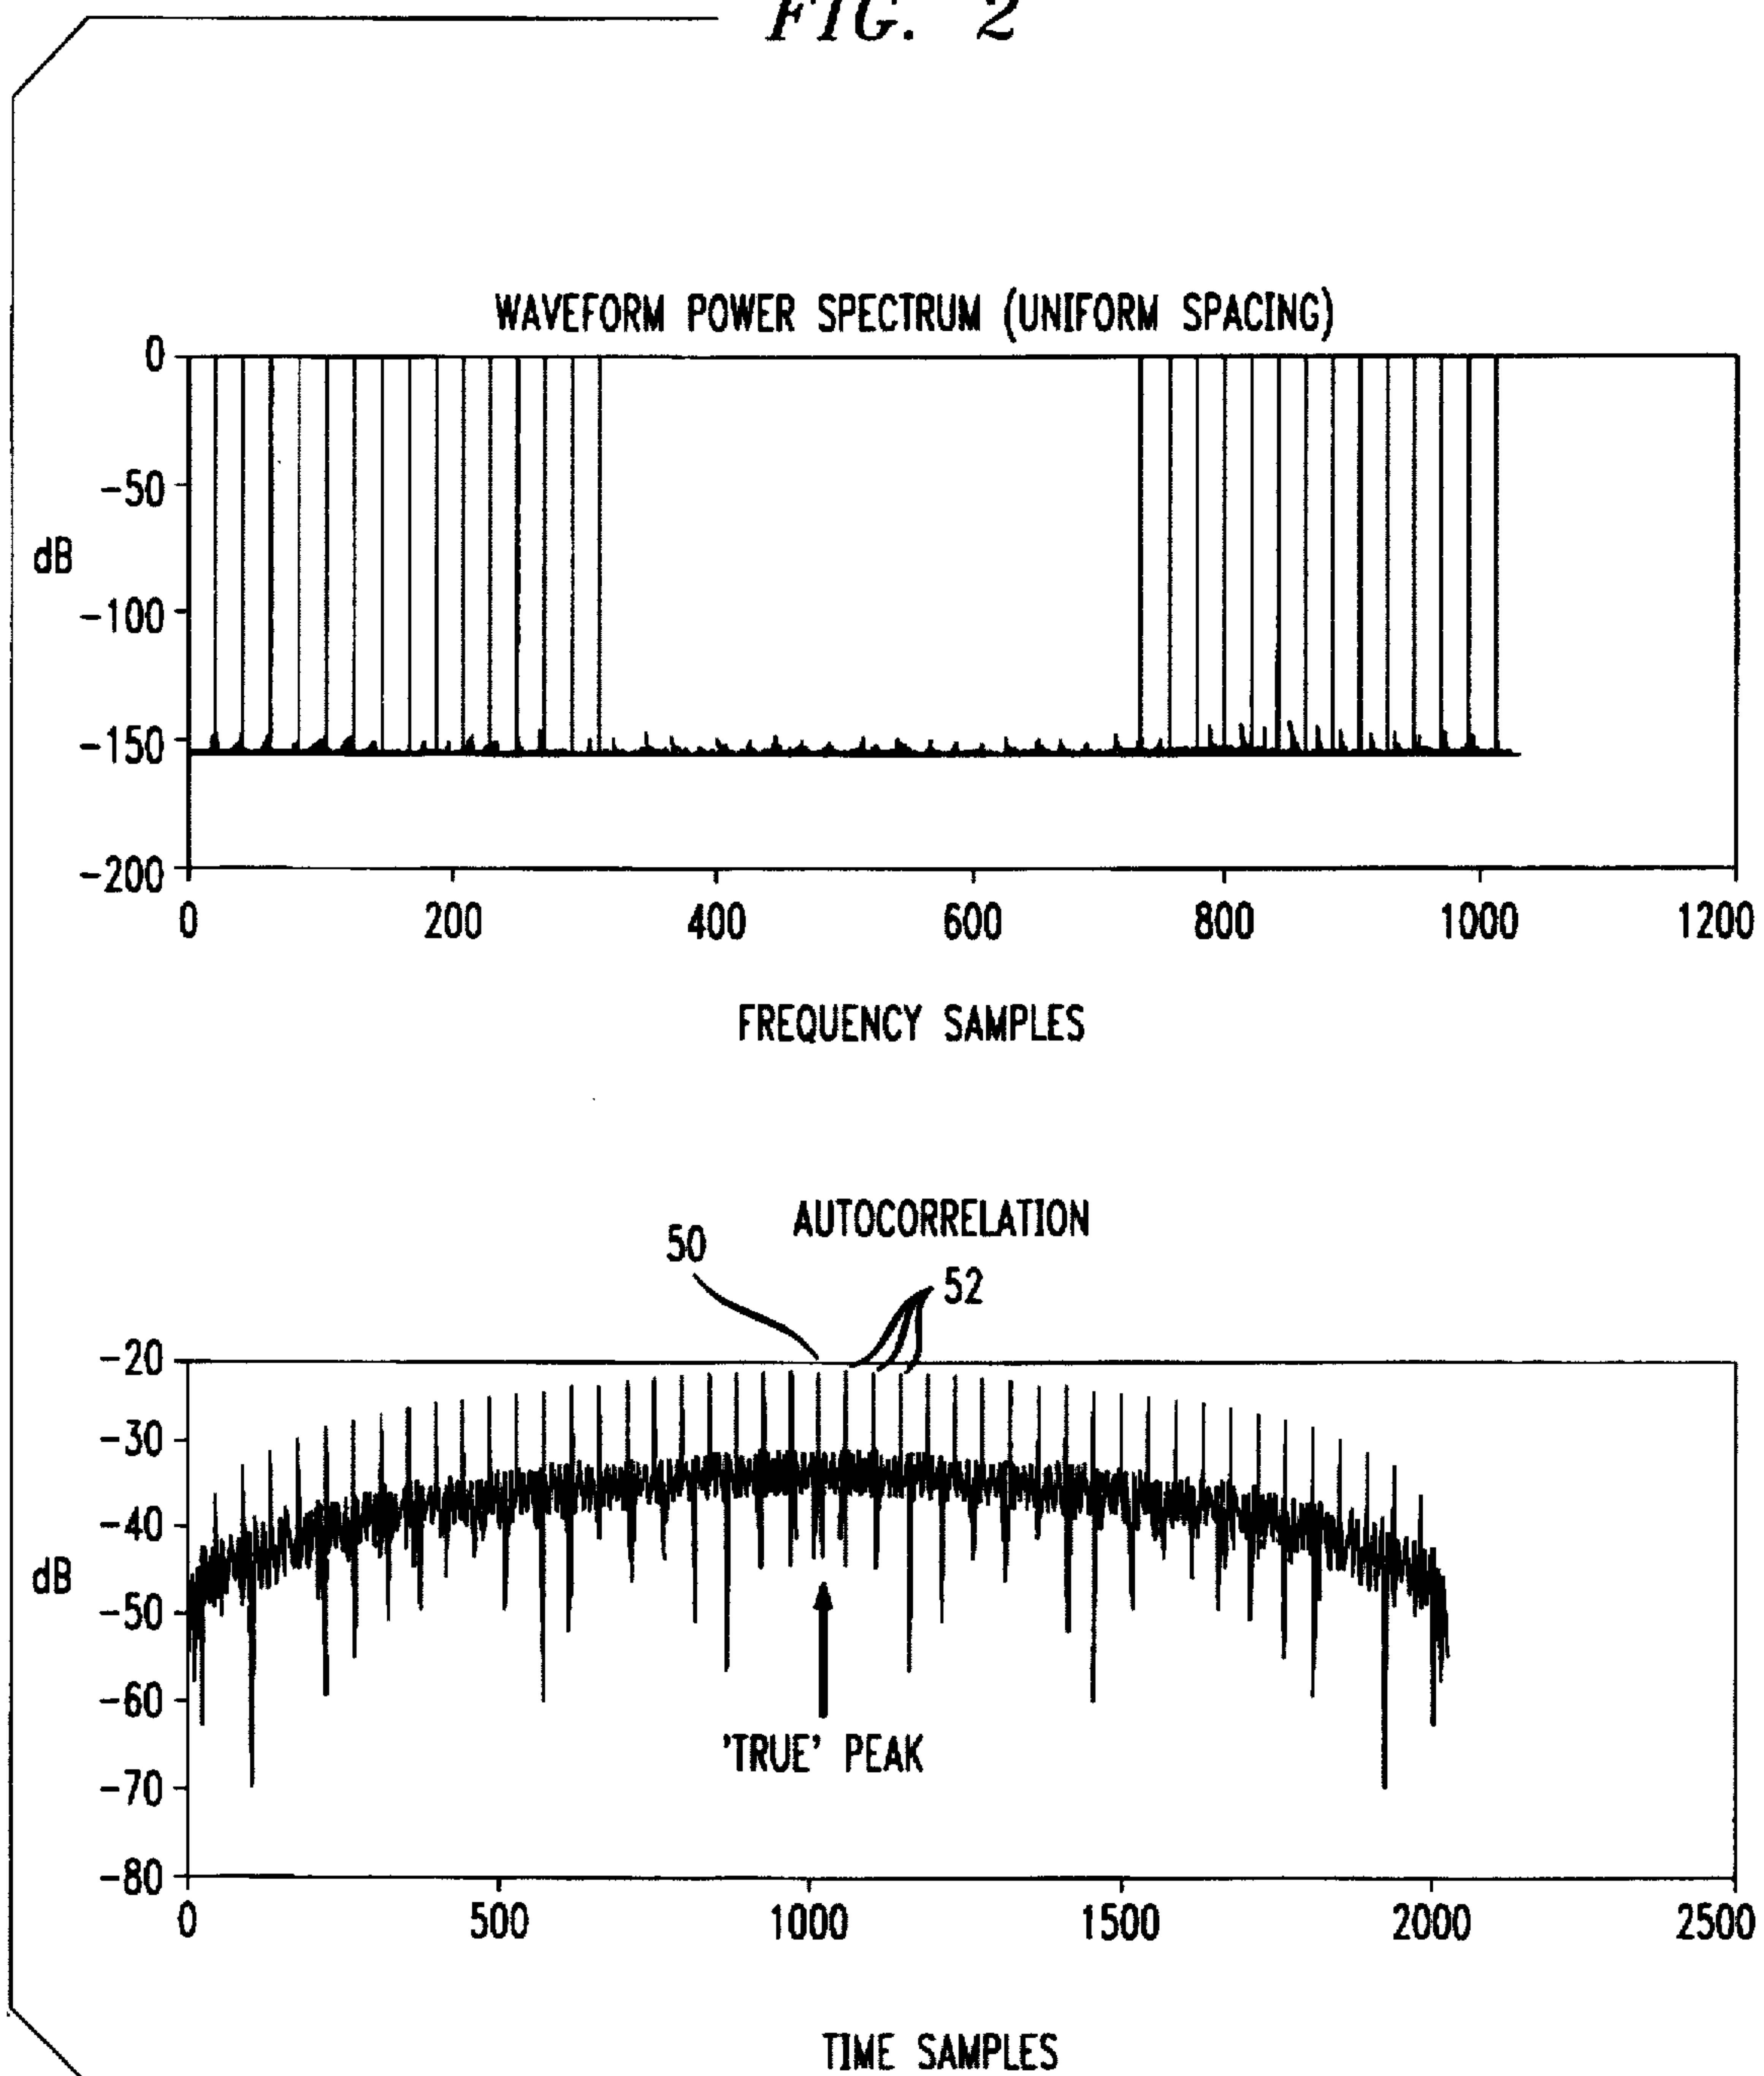 FIG. 2
WAVEFORM POWER SPECTRUM (UNIFORM SPACING)
0
-50
dB
-100
-150
-200
0 200 400 600 800 1000 1200
FREQUENCY SAMPLES
AUTOCORRELATION
50
52
-20
-30
-40
dB
-50
-60
'TRUE' PEAK
-70
-80
0 500 1000 1500 2000 2500
TIME SAMPLES